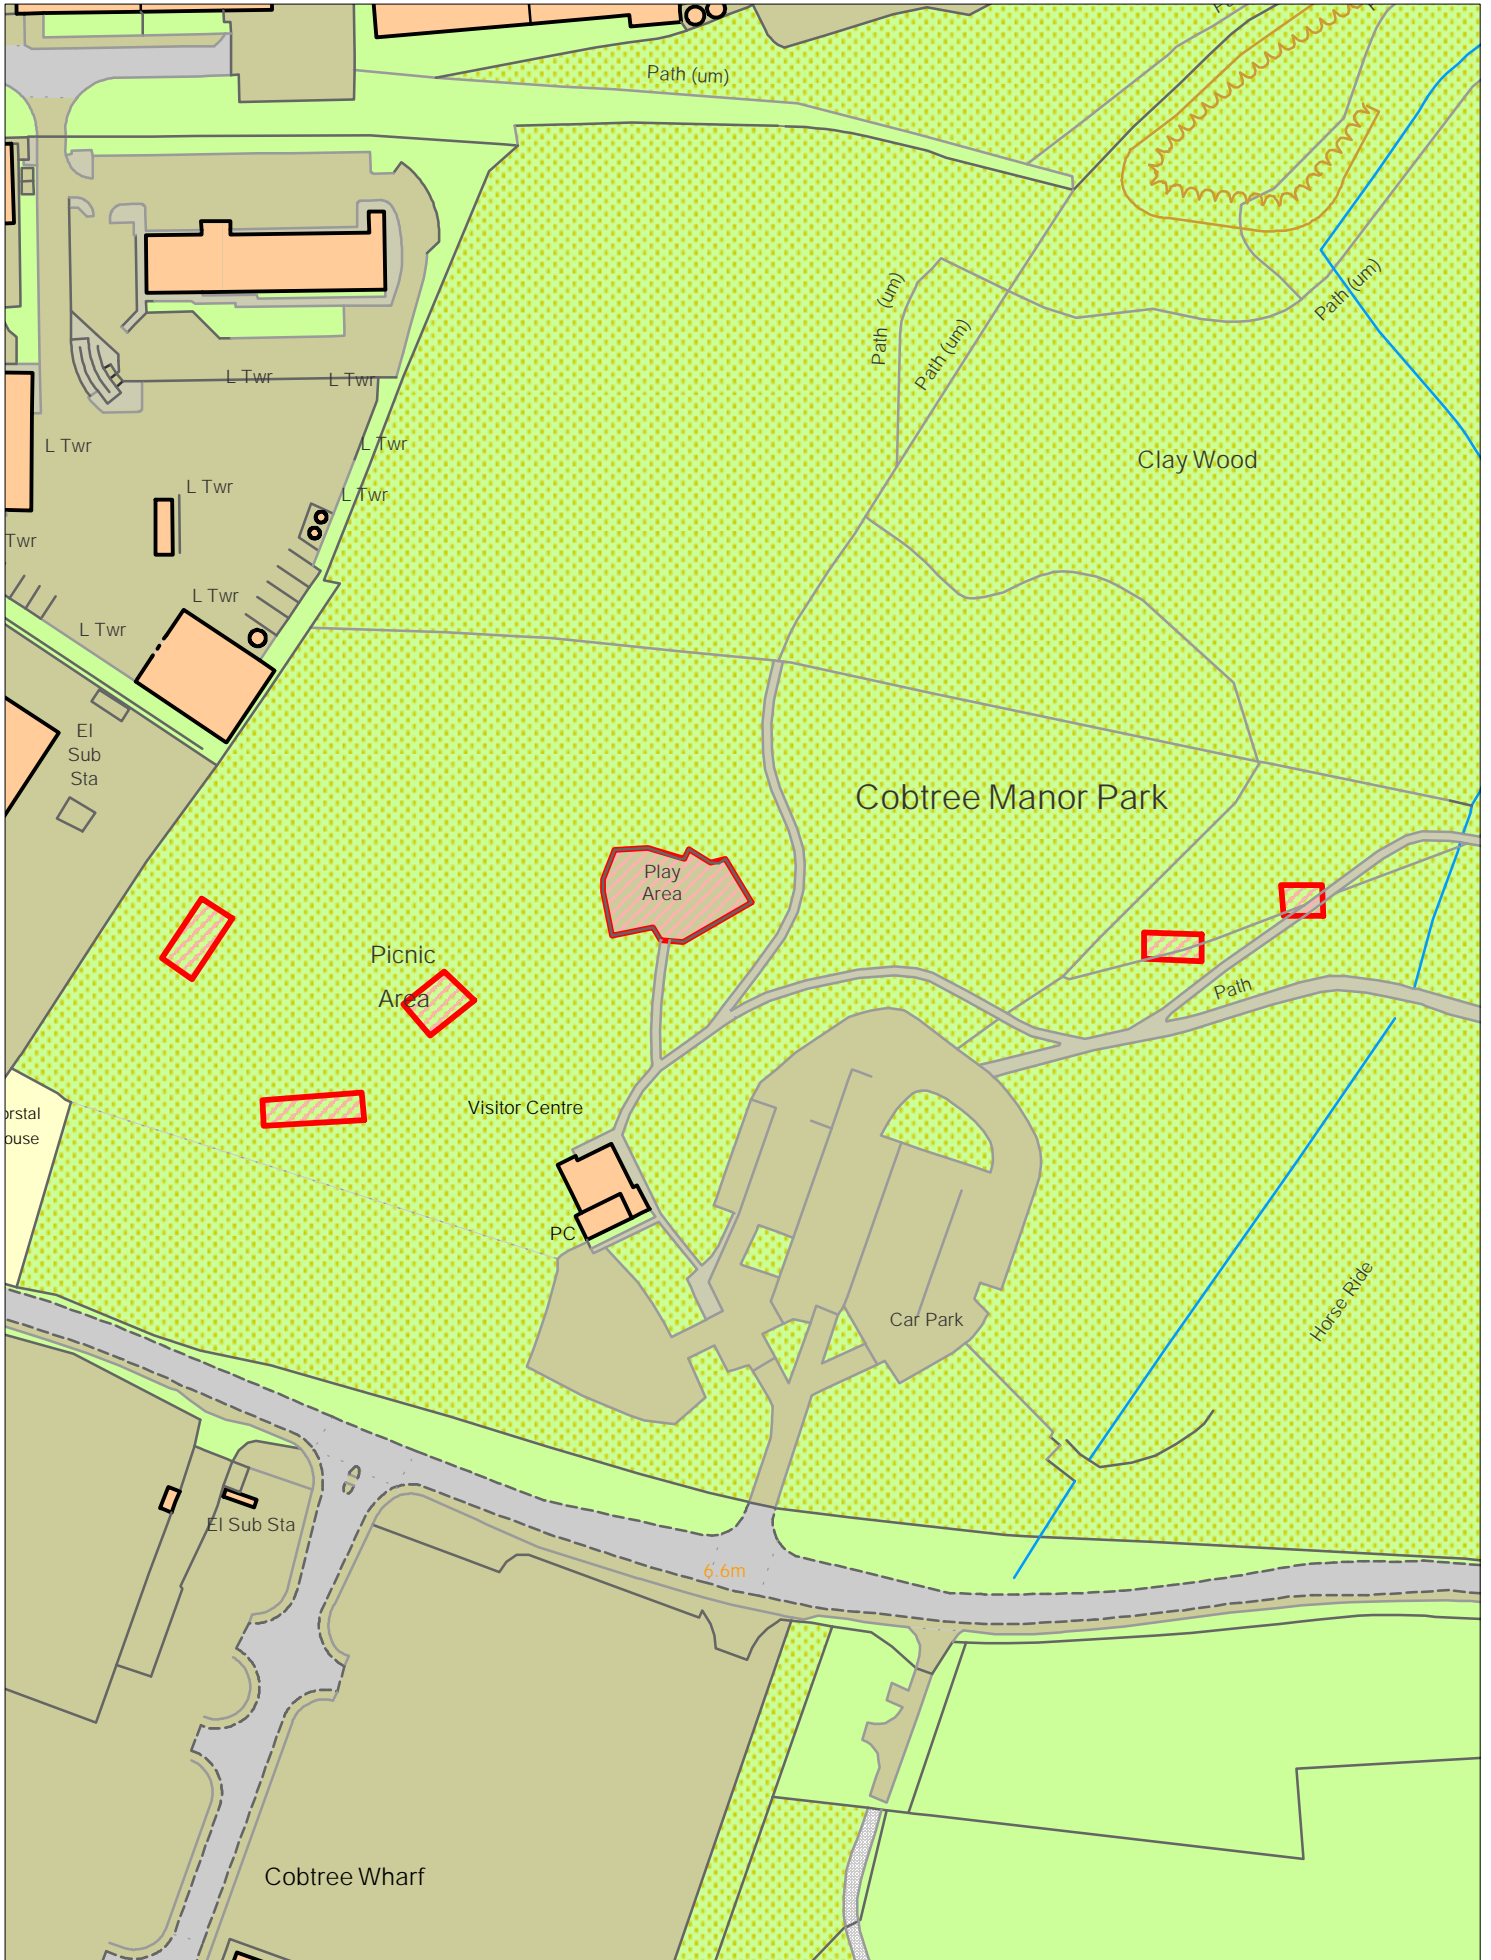 Path (um)
Path (um)
Path (um)
Path (um)
L Twr
L Twr
L Twr
L Twr
Clay Wood
L Twr
L Twr
Twr
L Twr
L Twr
El
Sub
Sta
Cobtree Manor Park
Play
Area
Picnic
Area
Path
Visitor Centre
PC
Horse Ride
Car Park
El Sub Sta
6.6m
Cobtree Wharf